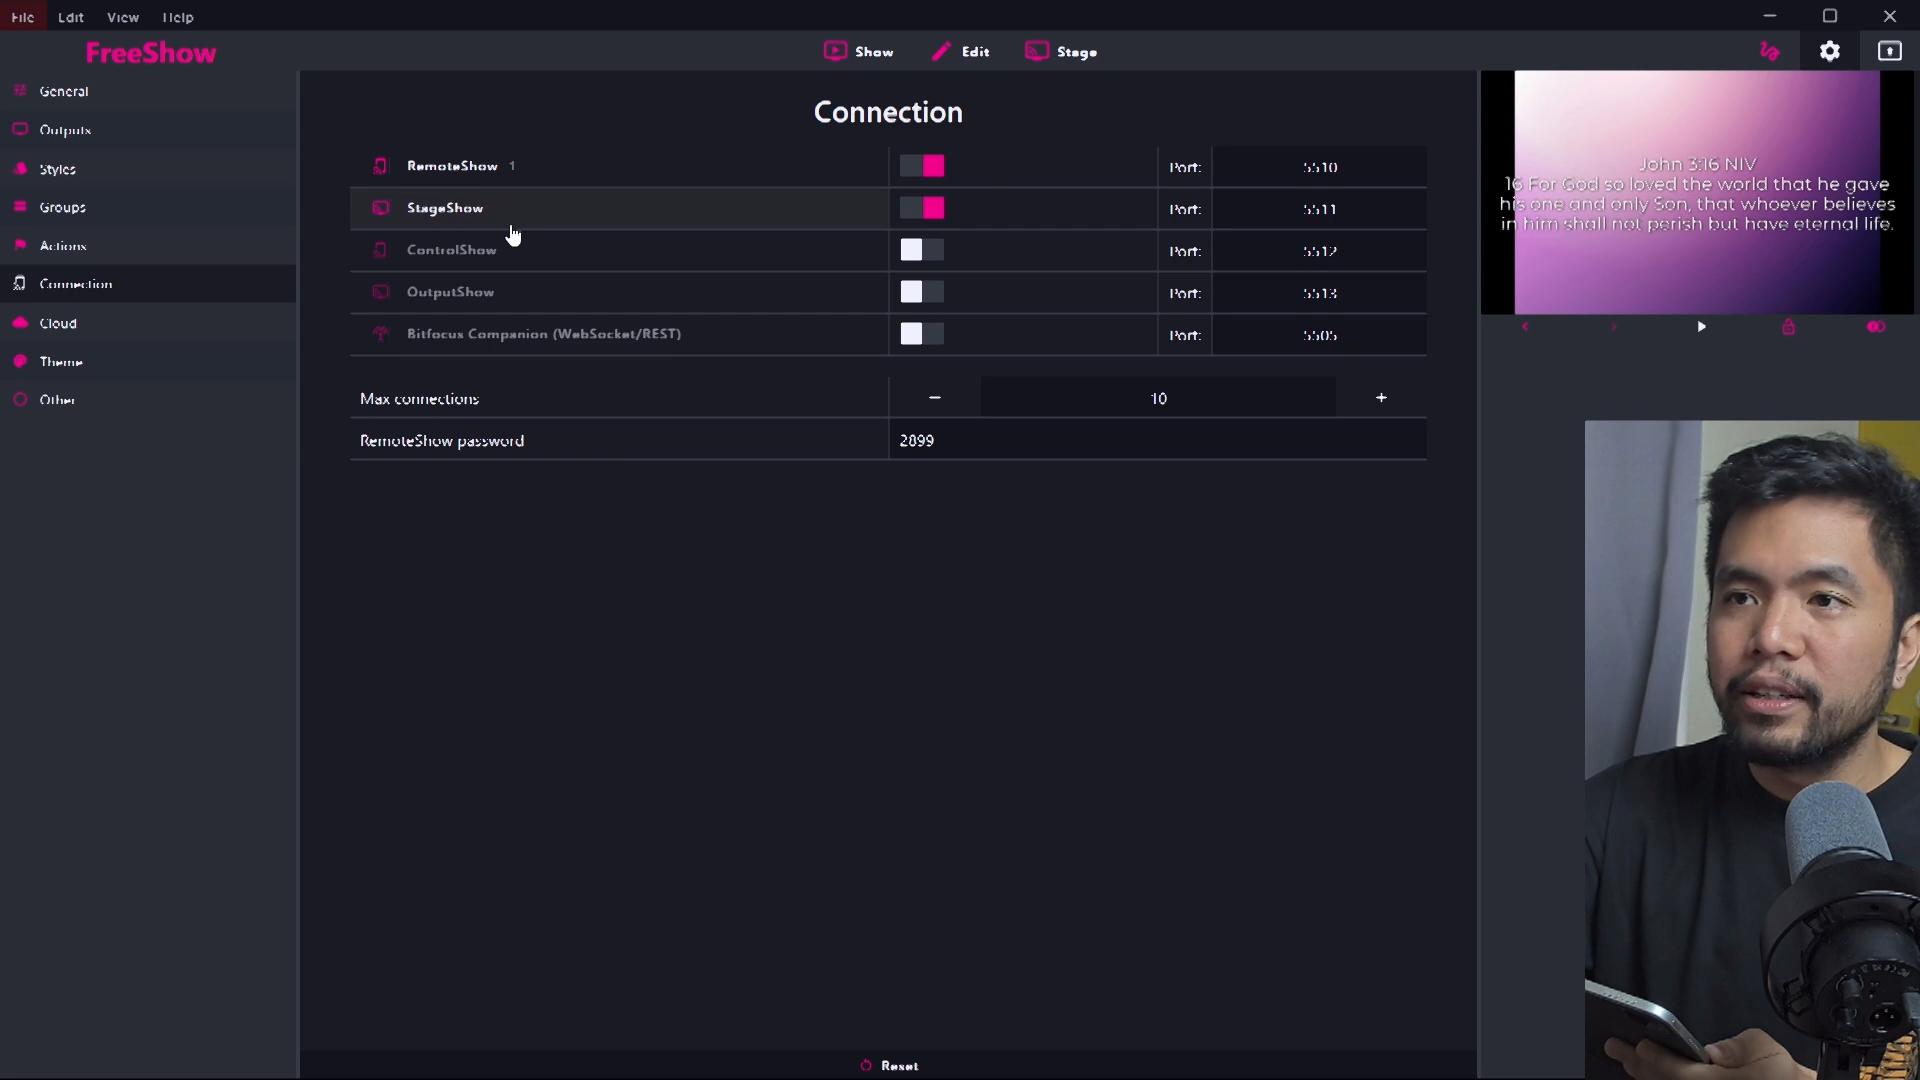 File Edit View Help
FreeShow
Show Edit Stage
General
Outputs
Styles
Groups
Actions
Connection
Cloud
Theme
Other
Connection
RemoteShow 1 Port: 5510
StageShow Port: 5511
ControlShow Port: 5512
OutputShow Port: 5513
Bitfocus Companion (WebSocket/REST) Port: 5505
Max connections 10
RemoteShow password 2899
Reset
John 3:16 NIV
16 For God so loved the world that he gave
his one and only Son, that whoever believes
in him shall not perish but have eternal life.